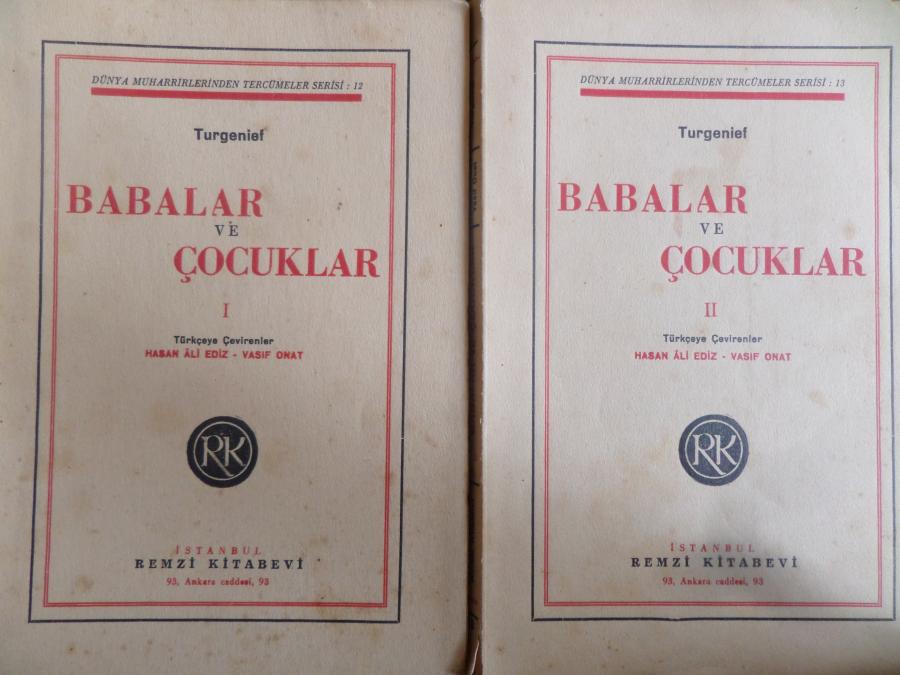 DÜNYA MUHARRİRLERİNDEN TERCÜMELER SERİSİ : 12
Turgenief
BABALAR
VE
ÇOCUKLAR
I
Türkçeye Çevirenler
HASAN ÂLİ EDİZ - VASIF ONAT
RK
İSTANBUL
REMZİ KİTABEVİ
93, Ankara caddesi, 93
DÜNYA MUHARRİRLERİNDEN TERCÜMELER SERİSİ : 13
Turgenief
BABALAR
VE
ÇOCUKLAR
II
Türkçeye Çevirenler
HASAN ÂLİ EDİZ - VASIF ONAT
RK
İSTANBUL
REMZİ KİTABEVİ
93, Ankara caddesi, 93